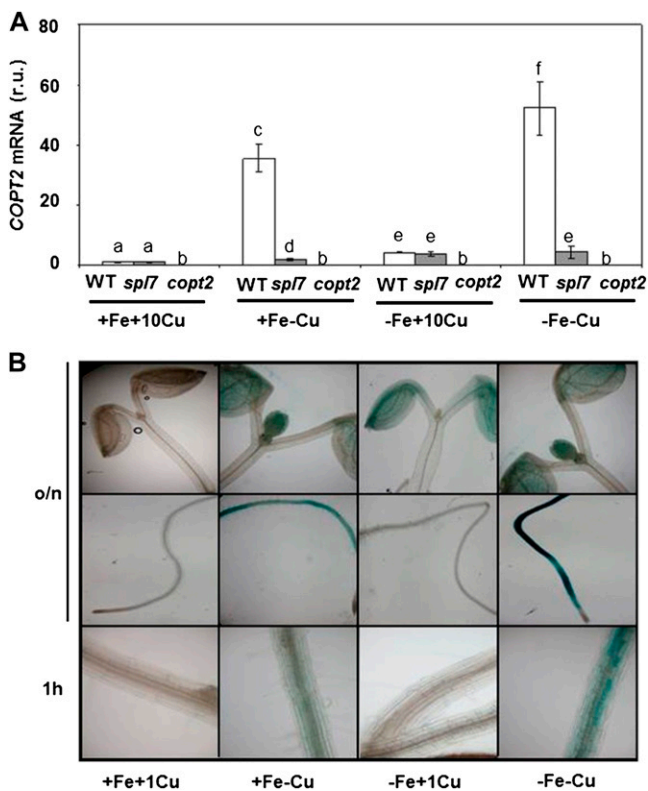 A
COPT2 mRNA (r.u.)
80
60
40
20
0
a a b
c d b
e e b
f e b
WT spl7 copt2 WT spl7 copt2 WT spl7 copt2 WT spl7 copt2
+Fe+10Cu +Fe-Cu -Fe+10Cu -Fe-Cu
B
o/n
1h
+Fe+1Cu +Fe-Cu -Fe+1Cu -Fe-Cu